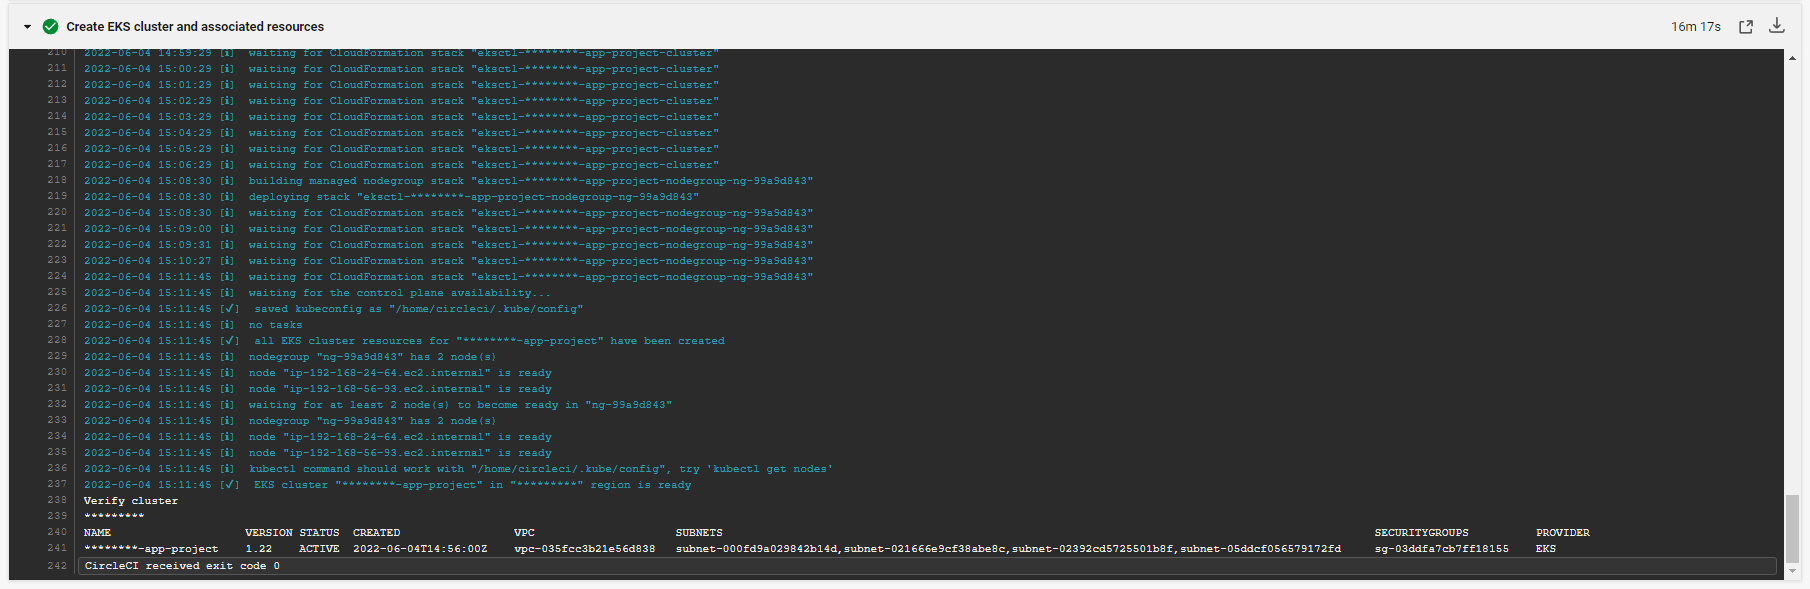 Create EKS cluster and associated resources 16m 17s
210 2022-06-04 14:59:29 [i] waiting for CloudFormation stack "eksctl-********-app-project-cluster"
211 2022-06-04 15:00:29 [i] waiting for CloudFormation stack "eksctl-********-app-project-cluster"
212 2022-06-04 15:01:29 [i] waiting for CloudFormation stack "eksctl-********-app-project-cluster"
213 2022-06-04 15:02:29 [i] waiting for CloudFormation stack "eksctl-********-app-project-cluster"
214 2022-06-04 15:03:29 [i] waiting for CloudFormation stack "eksctl-********-app-project-cluster"
215 2022-06-04 15:04:29 [i] waiting for CloudFormation stack "eksctl-********-app-project-cluster"
216 2022-06-04 15:05:29 [i] waiting for CloudFormation stack "eksctl-********-app-project-cluster"
217 2022-06-04 15:06:29 [i] waiting for CloudFormation stack "eksctl-********-app-project-cluster"
218 2022-06-04 15:08:30 [i] building managed nodegroup stack "eksctl-********-app-project-nodegroup-ng-99a9d843"
219 2022-06-04 15:08:30 [i] deploying stack "eksctl-********-app-project-nodegroup-ng-99a9d843"
220 2022-06-04 15:08:30 [i] waiting for CloudFormation stack "eksctl-********-app-project-nodegroup-ng-99a9d843"
221 2022-06-04 15:09:00 [i] waiting for CloudFormation stack "eksctl-********-app-project-nodegroup-ng-99a9d843"
222 2022-06-04 15:09:31 [i] waiting for CloudFormation stack "eksctl-********-app-project-nodegroup-ng-99a9d843"
223 2022-06-04 15:10:27 [i] waiting for CloudFormation stack "eksctl-********-app-project-nodegroup-ng-99a9d843"
224 2022-06-04 15:11:45 [i] waiting for CloudFormation stack "eksctl-********-app-project-nodegroup-ng-99a9d843"
225 2022-06-04 15:11:45 [i] waiting for the control plane availability...
226 2022-06-04 15:11:45 [✓] saved kubeconfig as "/home/circleci/.kube/config"
227 2022-06-04 15:11:45 [i] no tasks
228 2022-06-04 15:11:45 [✓] all EKS cluster resources for "********-app-project" have been created
229 2022-06-04 15:11:45 [i] nodegroup "ng-99a9d843" has 2 node(s)
230 2022-06-04 15:11:45 [i] node "ip-192-168-24-64.ec2.internal" is ready
231 2022-06-04 15:11:45 [i] node "ip-192-168-56-93.ec2.internal" is ready
232 2022-06-04 15:11:45 [i] waiting for at least 2 node(s) to become ready in "ng-99a9d843"
233 2022-06-04 15:11:45 [i] nodegroup "ng-99a9d843" has 2 node(s)
234 2022-06-04 15:11:45 [i] node "ip-192-168-24-64.ec2.internal" is ready
235 2022-06-04 15:11:45 [i] node "ip-192-168-56-93.ec2.internal" is ready
236 2022-06-04 15:11:45 [i] kubectl command should work with "/home/circleci/.kube/config", try 'kubectl get nodes'
237 2022-06-04 15:11:45 [✓] EKS cluster "********-app-project" in "*********" region is ready
238 Verify cluster
239 *********
240 NAME VERSION STATUS CREATED VPC SUBNETS SECURITYGROUPS PROVIDER
241 ********-app-project 1.22 ACTIVE 2022-06-04T14:56:00Z vpc-035fcc3b21e56d838 subnet-000fd9a029842b14d,subnet-021666e9cf38abe8c,subnet-02392cd5725501b8f,subnet-05ddcf056579172fd sg-03ddfa7cb7ff18155 EKS
242 CircleCI received exit code 0